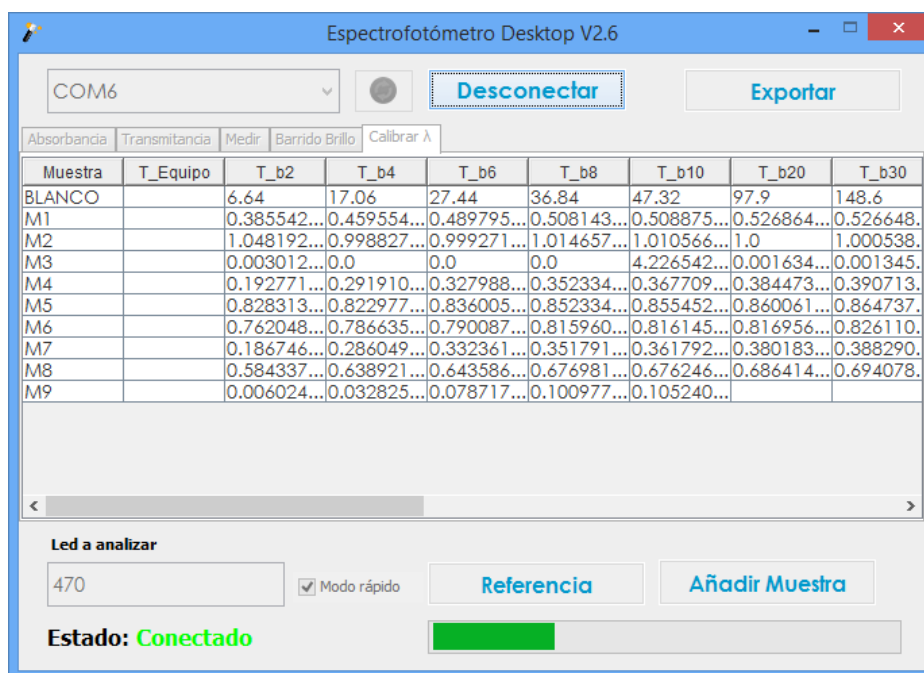 Espectrofotómetro Desktop V2.6
COM6 Desconectar Exportar
Absorbancia Transmitancia Medir Barrido Brillo Calibrar λ
Muestra T_Equipo T_b2 T_b4 T_b6 T_b8 T_b10 T_b20 T_b30
BLANCO 6.64 17.06 27.44 36.84 47.32 97.9 148.6
M1 0.385542... 0.459554... 0.489795... 0.508143... 0.508875... 0.526864... 0.526648.
M2 1.048192... 0.998827... 0.999271... 1.014657... 1.010566... 1.0 1.000538.
M3 0.003012... 0.0 0.0 0.0 4.226542... 0.001634... 0.001345.
M4 0.192771... 0.291910... 0.327988... 0.352334... 0.367709... 0.384473... 0.390713.
M5 0.828313... 0.822977... 0.836005... 0.852334... 0.855452... 0.860061... 0.864737.
M6 0.762048... 0.786635... 0.790087... 0.815960... 0.816145... 0.816956... 0.826110.
M7 0.186746... 0.286049... 0.332361... 0.351791... 0.361792... 0.380183... 0.388290.
M8 0.584337... 0.638921... 0.643586... 0.676981... 0.676246... 0.686414... 0.694078.
M9 0.006024... 0.032825... 0.078717... 0.100977... 0.105240...
Led a analizar
470 Modo rápido Referencia Añadir Muestra
Estado: Conectado